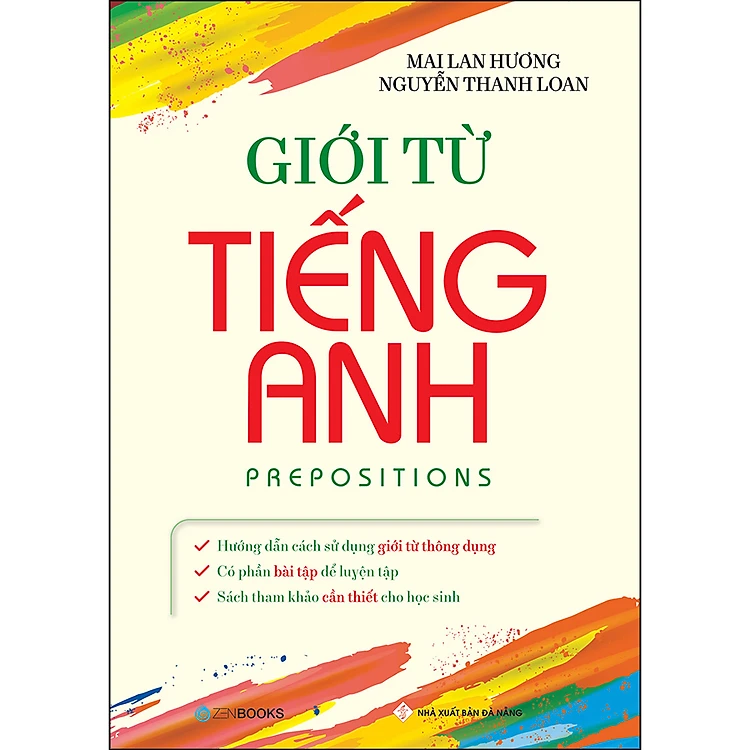 MAI LAN HƯƠNG
NGUYỄN THANH LOAN
GIỚI TỪ
TIẾNG
ANH
PREPOSITIONS
Hướng dẫn cách sử dụng giới từ thông dụng
Có phần bài tập để luyện tập
Sách tham khảo cần thiết cho học sinh
ZENBOOKS
NHÀ XUẤT BẢN ĐÀ NẴNG